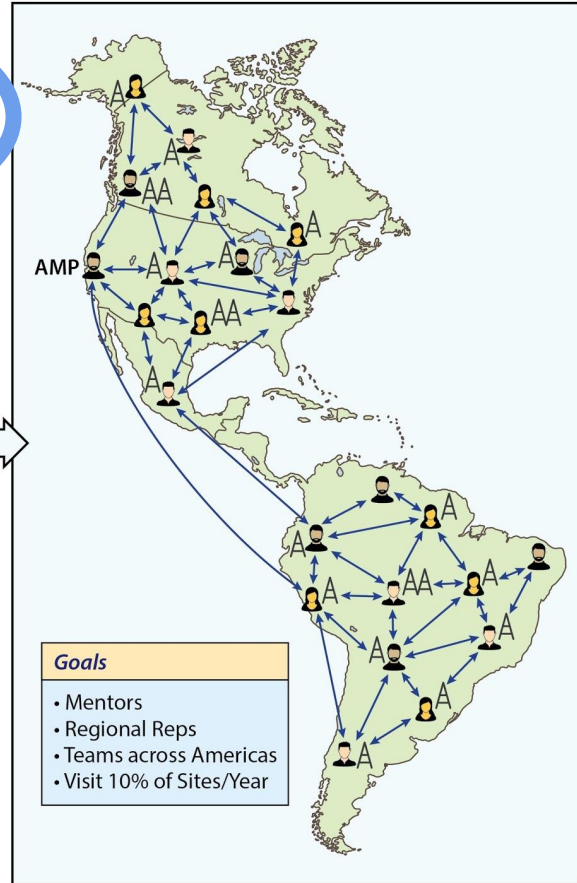 AMP
Goals
• Mentors
• Regional Reps
• Teams across Americas
• Visit 10% of Sites/Year